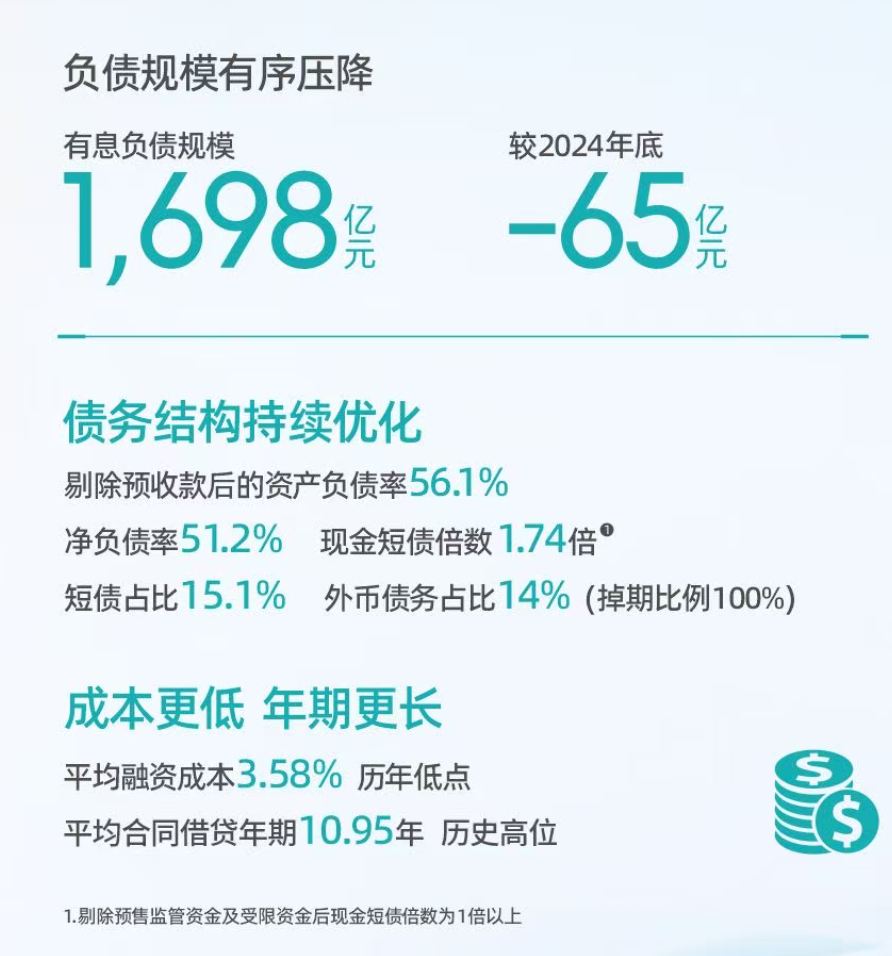 负债规模有序压降
有息负债规模 较2024年底
1,698亿元 -65亿元
债务结构持续优化
剔除预收款后的资产负债率56.1%
净负债率51.2% 现金短债倍数 1.74倍❶
短债占比15.1% 外币债务占比14% (掉期比例100%)
成本更低 年期更长
平均融资成本3.58% 历年低点
平均合同借贷年期10.95年 历史高位
$
$
1.剔除预售监管资金及受限资金后现金短债倍数为1倍以上